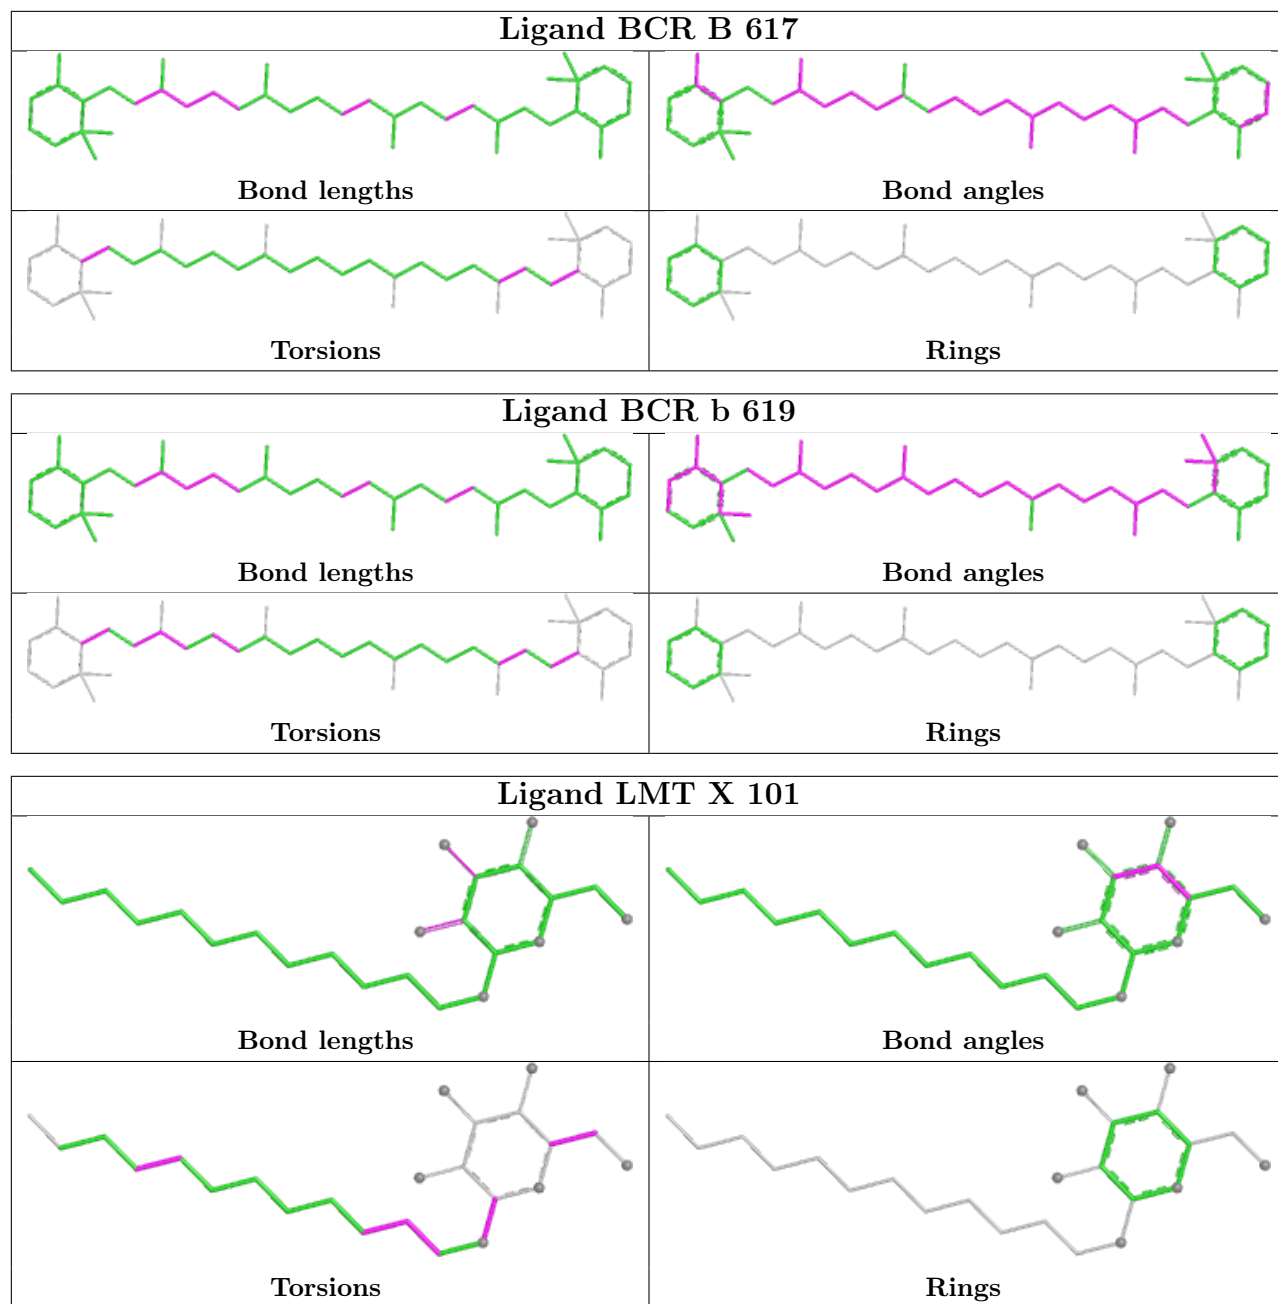 Ligand BCR B 617
Bond lengths
Bond angles
Torsions
Rings
Ligand BCR b 619
Bond lengths
Bond angles
Torsions
Rings
Ligand LMT X 101
Bond lengths
Bond angles
Torsions
Rings